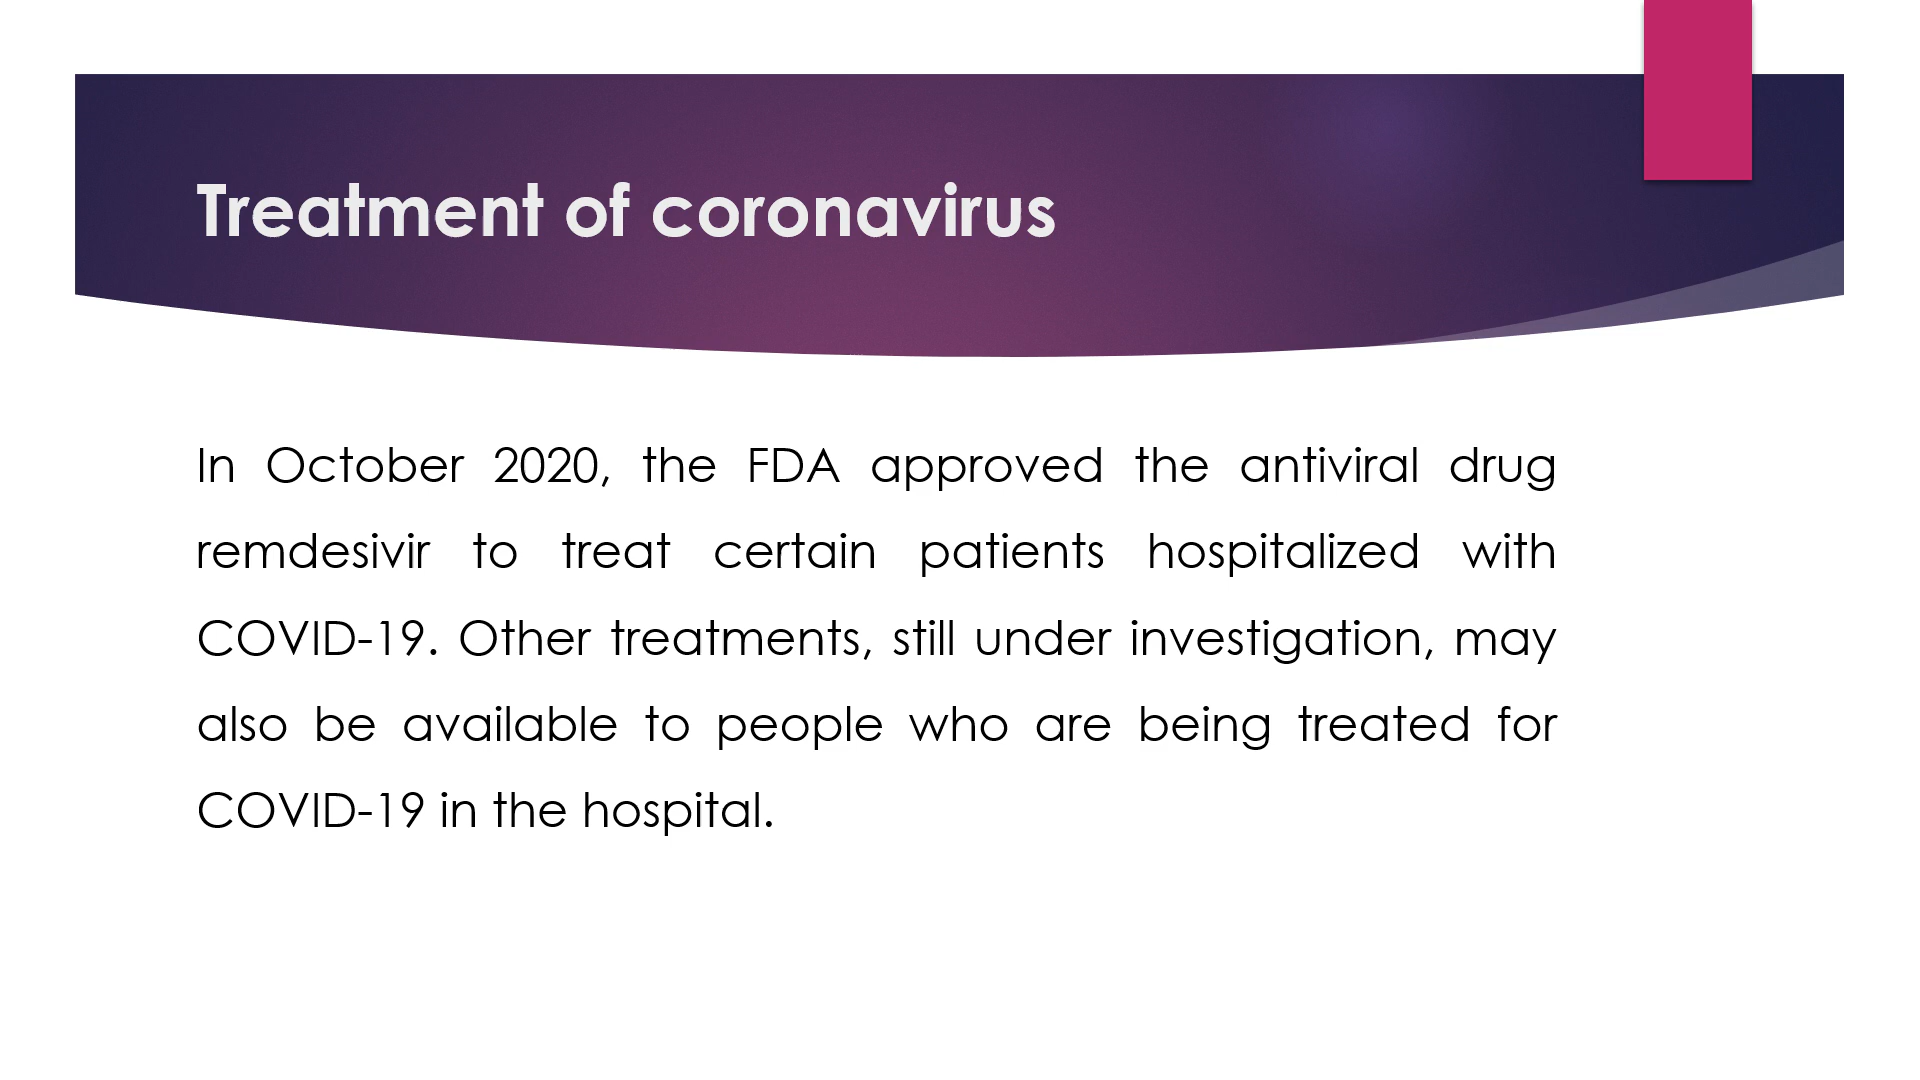 Treatment of coronavirus
In October 2020, the FDA approved the antiviral drug
remdesivir to treat certain patients hospitalized with
COVID-19. Other treatments, still under investigation, may
also be available to people who are being treated for
COVID-19 in the hospital.